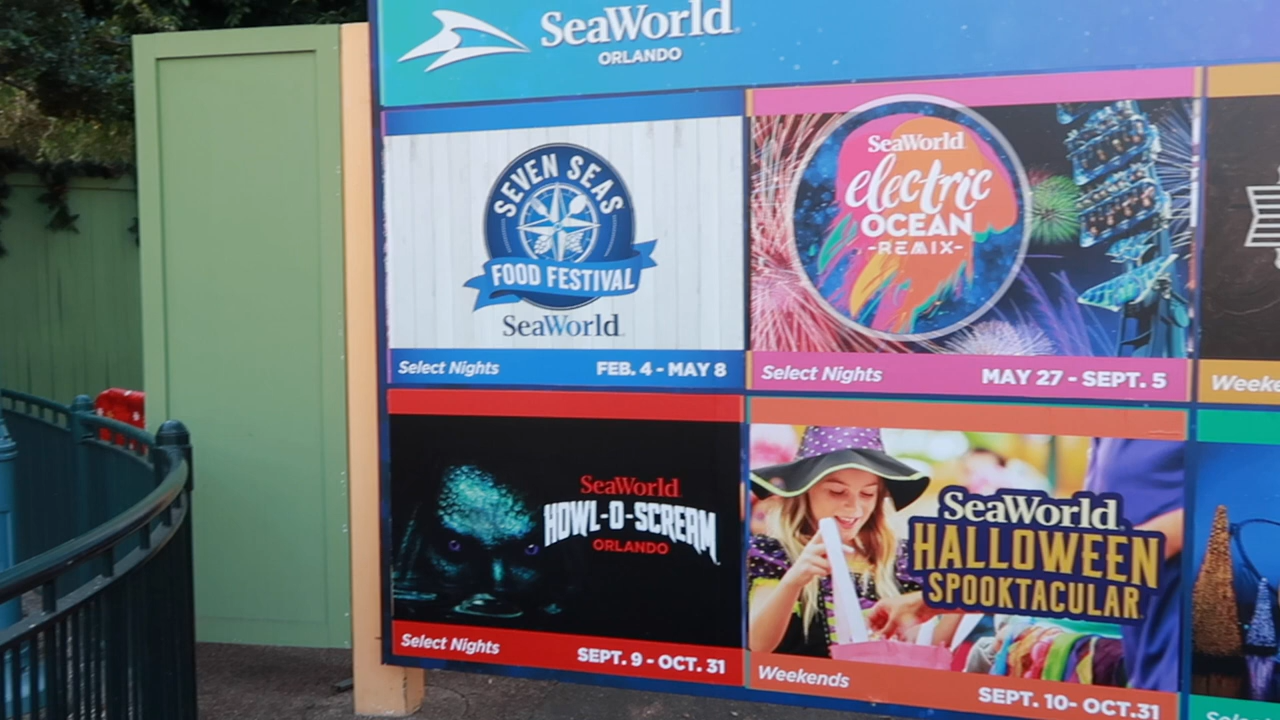 SeaWorld
ORLANDO
SEVEN SEAS
FOOD FESTIVAL
SeaWorld
Select Nights
FEB. 4 - MAY 8
SeaWorld
electric
OCEAN
-REMIX-
Select Nights
MAY 27 - SEPT. 5
SeaWorld
HOWL-O-SCREAM
ORLANDO
Select Nights
SEPT. 9 - OCT. 31
SeaWorld
HALLOWEEN
SPOOKTACULAR
Weekends
SEPT. 10- OCT.31